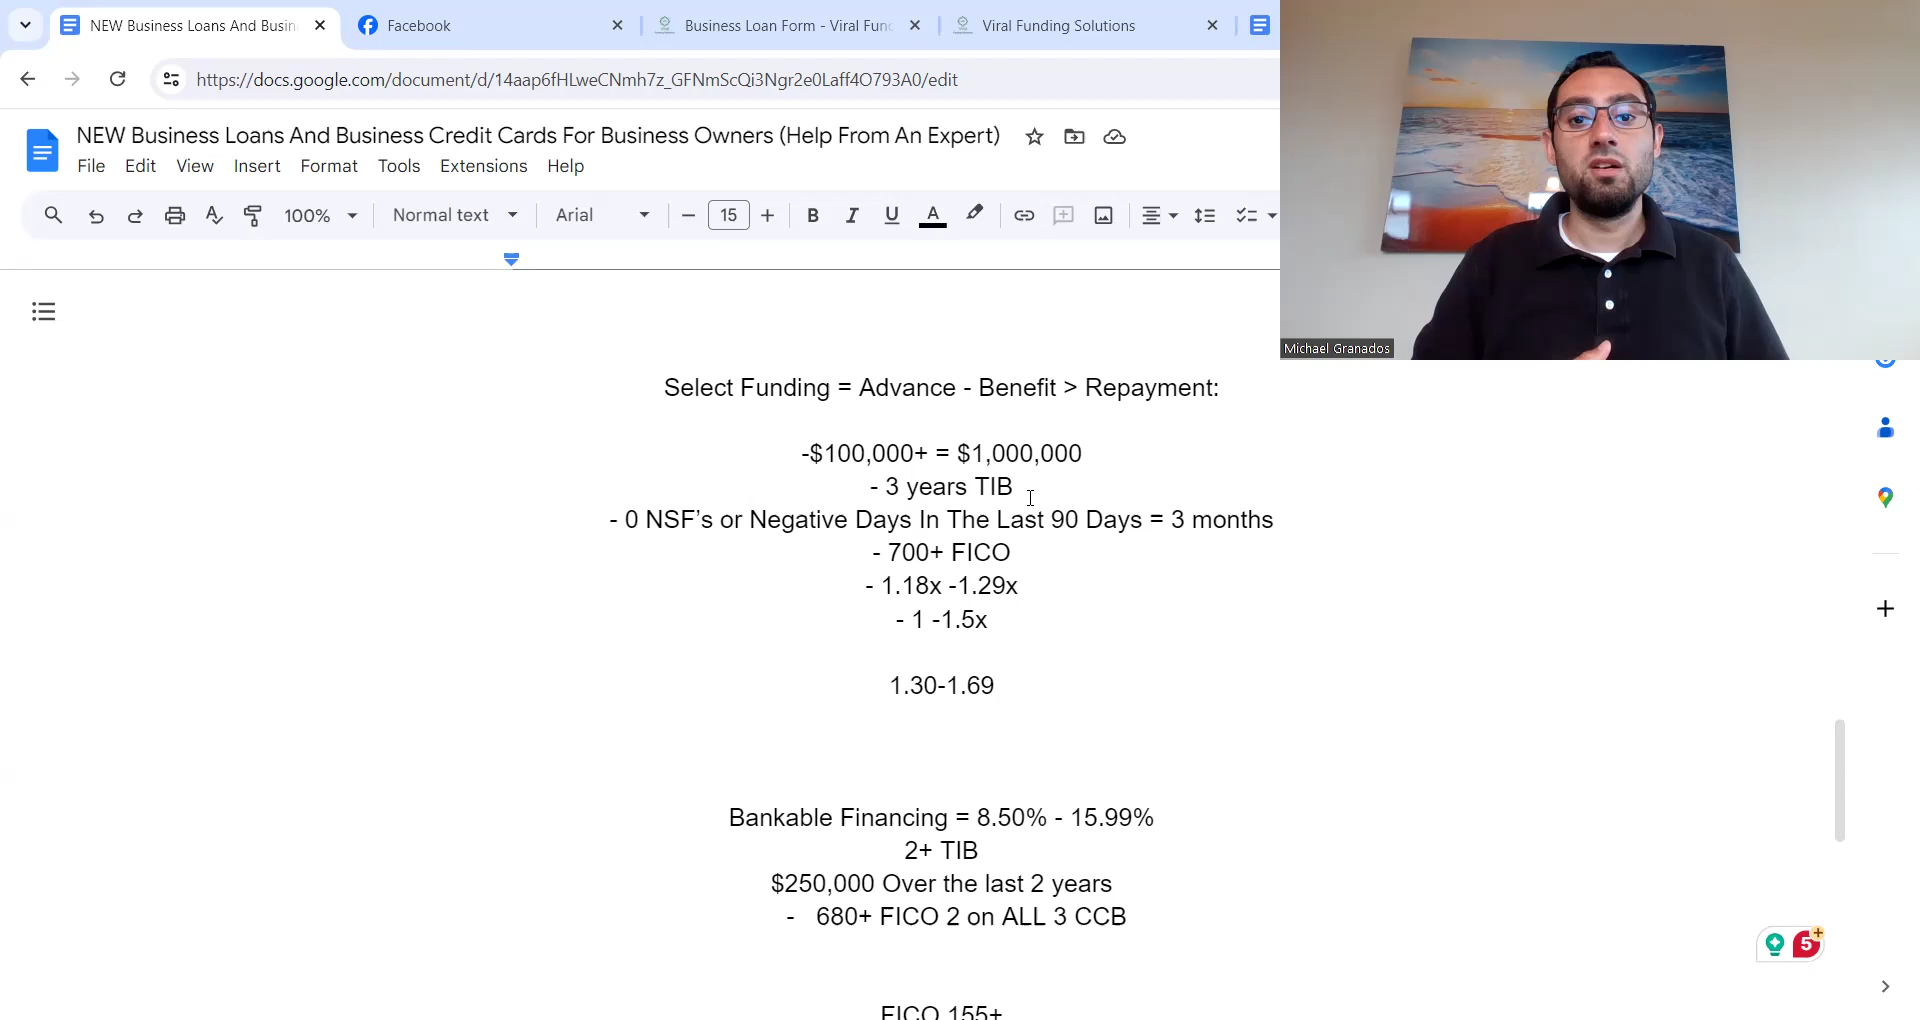 NEW Business Loans And Busin
Facebook
Business Loan Form - Viral Fund
Viral Funding Solutions
https://docs.google.com/document/d/14aap6fHLweCNmh7z_GFNmScQi3Ngr2e0Laff4O793A0/edit
NEW Business Loans And Business Credit Cards For Business Owners (Help From An Expert)
File Edit View Insert Format Tools Extensions Help
100% Normal text Arial 15 B I U A
Michael Granados
Select Funding = Advance - Benefit > Repayment:
-$100,000+ = $1,000,000
- 3 years TIB
- 0 NSF’s or Negative Days In The Last 90 Days = 3 months
- 700+ FICO
- 1.18x -1.29x
- 1 -1.5x
1.30-1.69
Bankable Financing = 8.50% - 15.99%
2+ TIB
$250,000 Over the last 2 years
- 680+ FICO 2 on ALL 3 CCB
5+
FICO 155+